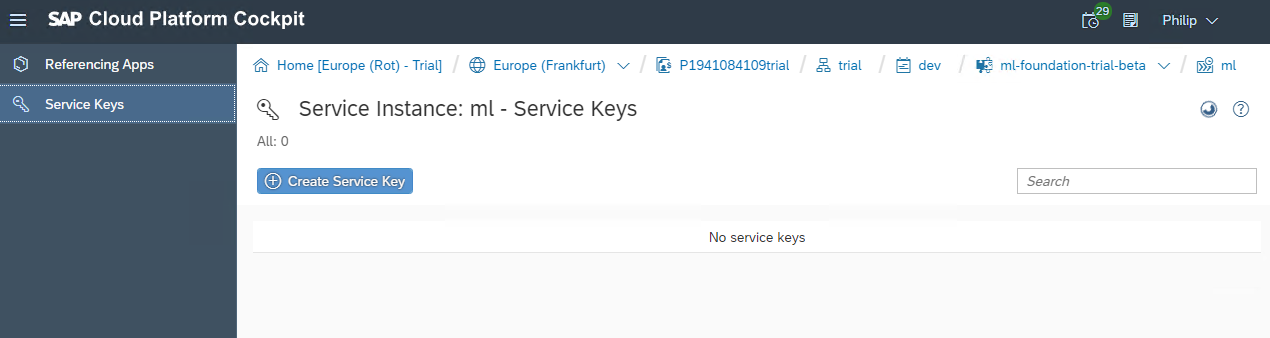 SAP Cloud Platform Cockpit
29
Philip
Referencing Apps
Service Keys
Home [Europe (Rot) - Trial] / Europe (Frankfurt) / P1941084109trial / trial / dev / ml-foundation-trial-beta / ml
Service Instance: ml - Service Keys
All: 0
Create Service Key
Search
No service keys